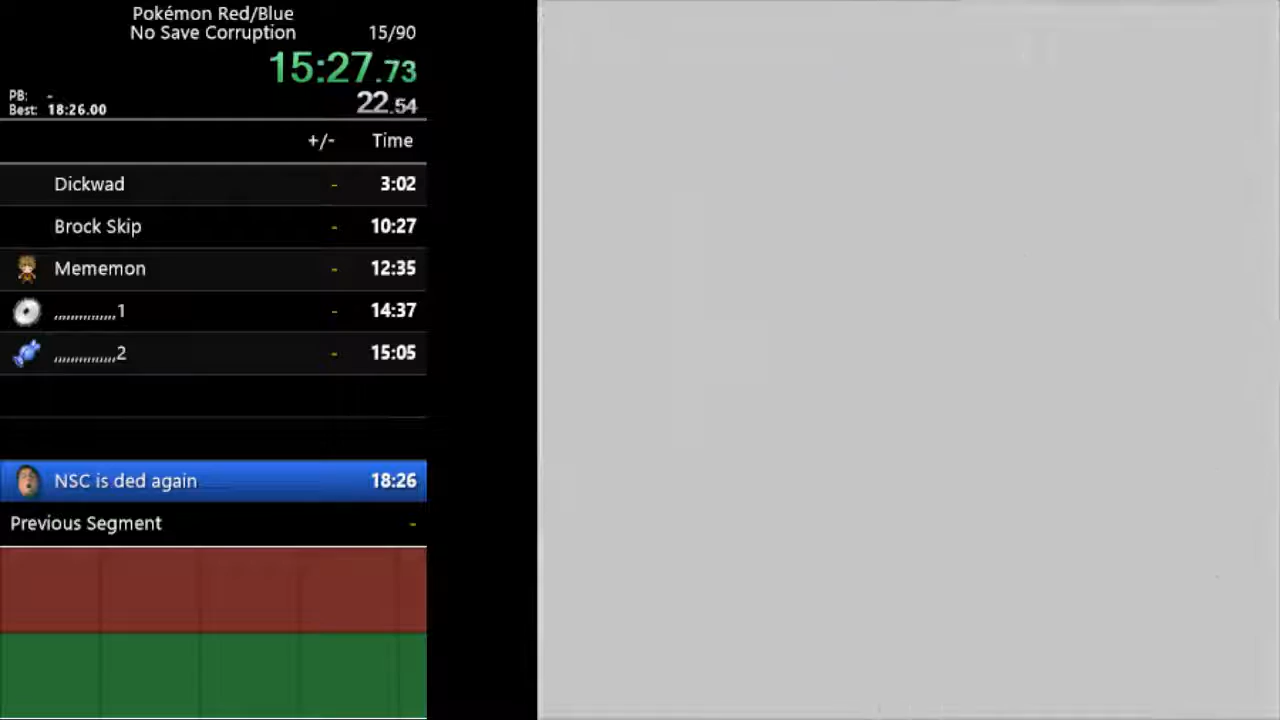 Pokémon Red/Blue
No Save Corruption 15/90
15:27.73
PB: -
22.54
Best: 18:26.00
+/- Time
Dickwad - 3:02
Brock Skip - 10:27
Mememon - 12:35
,,,,,,,,,,,,,,,1 - 14:37
,,,,,,,,,,,,,,,2 - 15:05
NSC is ded again 18:26
Previous Segment -